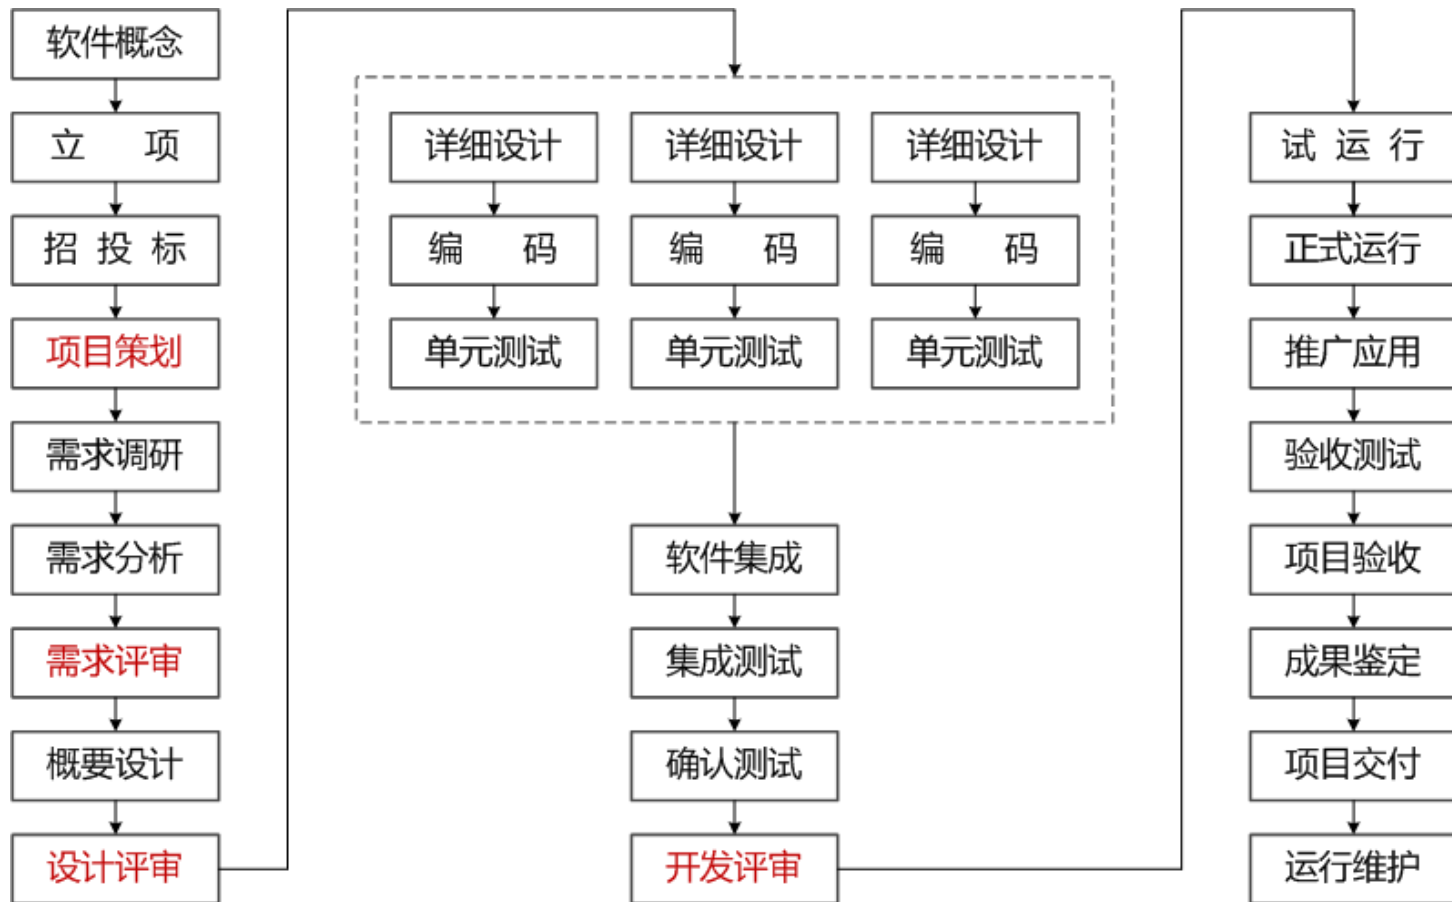 软件概念
立 项
招 投 标
项目策划
需求调研
需求分析
需求评审
概要设计
设计评审
详细设计
编 码
单元测试
详细设计
编 码
单元测试
详细设计
编 码
单元测试
软件集成
集成测试
确认测试
开发评审
试 运 行
正式运行
推广应用
验收测试
项目验收
成果鉴定
项目交付
运行维护